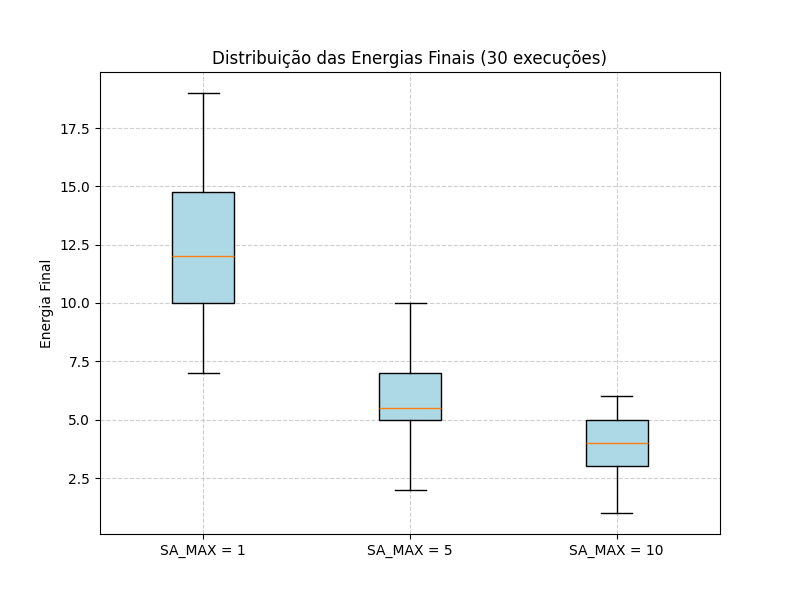 Distribuição das Energias Finais (30 execuções)
Energia Final
17.5
15.0
12.5
10.0
7.5
5.0
2.5
SA_MAX = 1
SA_MAX = 5
SA_MAX = 10